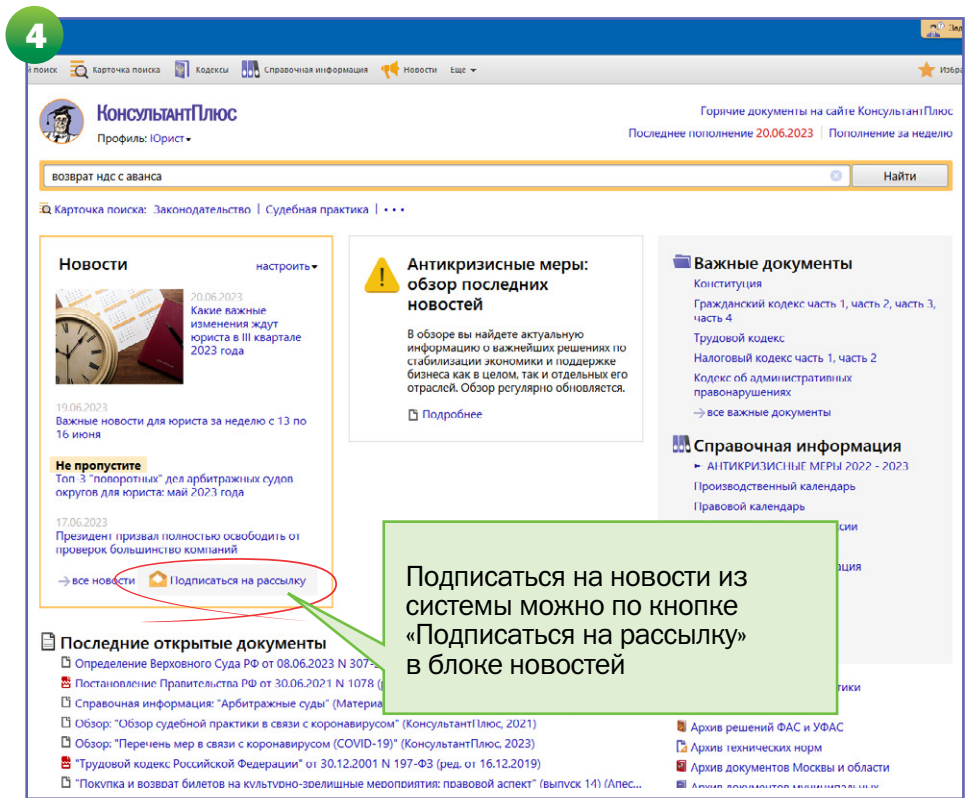 4
поиск Карточка поиска Кодексы Справочная информация Новости Еще
КонсультантПлюс
Профиль: Юрист
Горячие документы на сайте КонсультантПлюс
Последнее пополнение 20.06.2023 | Пополнение за неделю
возврат ндс с аванса
Найти
Карточка поиска: Законодательство | Судебная практика | • • •
Новости
настроить
20.06.2023
Какие важные
изменения ждут
юриста в III квартале
2023 года
19.06.2023
Важные новости для юриста за неделю с 13 по
16 июня
Не пропустите
Топ-3 "поворотных" дел арбитражных судов
округов для юриста: май 2023 года
17.06.2023
Президент призвал полностью освободить от
проверок большинство компаний
все новости Подписаться на рассылку
Антикризисные меры:
обзор последних
новостей
В обзоре вы найдете актуальную
информацию о важнейших решениях по
стабилизации экономики и поддержке
бизнеса как в целом, так и отдельных его
отраслей. Обзор регулярно обновляется.
Подробнее
Важные документы
Конституция
Гражданский кодекс часть 1, часть 2, часть 3,
часть 4
Трудовой кодекс
Налоговый кодекс часть 1, часть 2
Кодекс об административных
правонарушениях
все важные документы
Справочная информация
АНТИКРИЗИСНЫЕ МЕРЫ 2022 - 2023
Производственный календарь
Правовой календарь
Подписаться на новости из
системы можно по кнопке
«Подписаться на рассылку»
в блоке новостей
Последние открытые документы
Определение Верховного Суда РФ от 08.06.2023 N 307-
Постановление Правительства РФ от 30.06.2021 N 1078
Справочная информация: "Арбитражные суды"
Обзор: "Обзор судебной практики в связи с коронавирусом" (КонсультантПлюс, 2021)
Обзор: "Перечень мер в связи с коронавирусом (COVID-19)" (КонсультантПлюс, 2023)
"Трудовой кодекс Российской Федерации" от 30.12.2001 N 197-ФЗ (ред. от 16.12.2019)
"Покупка и возврат билетов на культурно-зрелищные мероприятия: правовой аспект" (выпуск 14) (Апес...
Архив решений ФАС и УФАС
Архив технических норм
Архив документов Москвы и области
Архив документов муниципальных